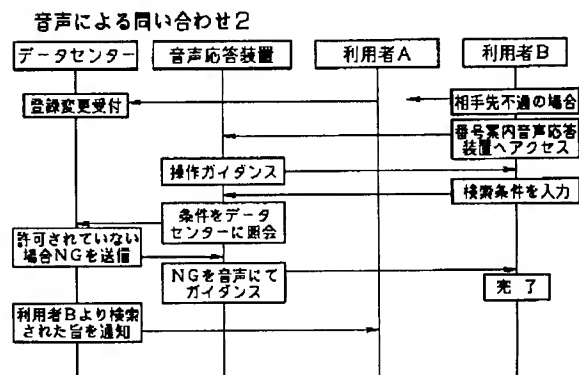 音声による問い合わせ2
データセンター
音声応答装置
利用者A
利用者B
登録変更受付
相手先不通の場合
番号案内音声応答
装置へアクセス
操作ガイダンス
検索条件を入力
条件をデータ
センターに照会
許可されていない
場合NGを送信
NGを音声にて
ガイダンス
完了
利用者Bより検索
された旨を通知